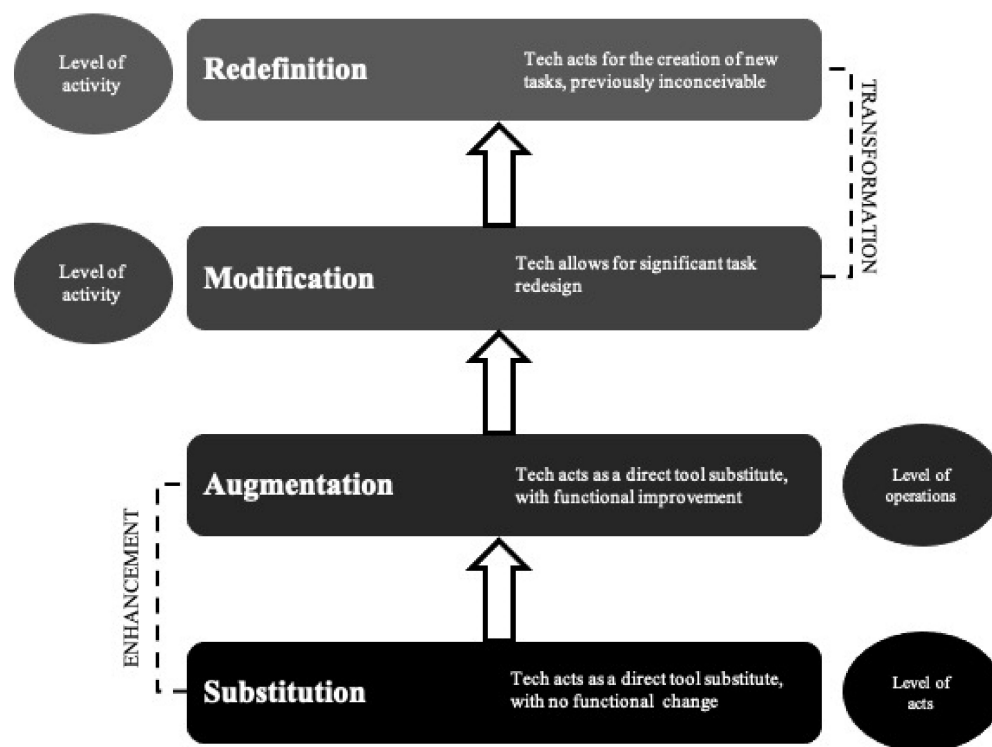 Level of
activity
Redefinition
Tech acts for the creation of new
tasks, previously inconceivable
TRANSFORMATION
Level of
activity
Modification
Tech allows for significant task
redesign
Augmentation
Tech acts as a direct tool substitute,
with functional improvement
Level of
operations
ENHANCEMENT
Substitution
Tech acts as a direct tool substitute,
with no functional change
Level of
acts